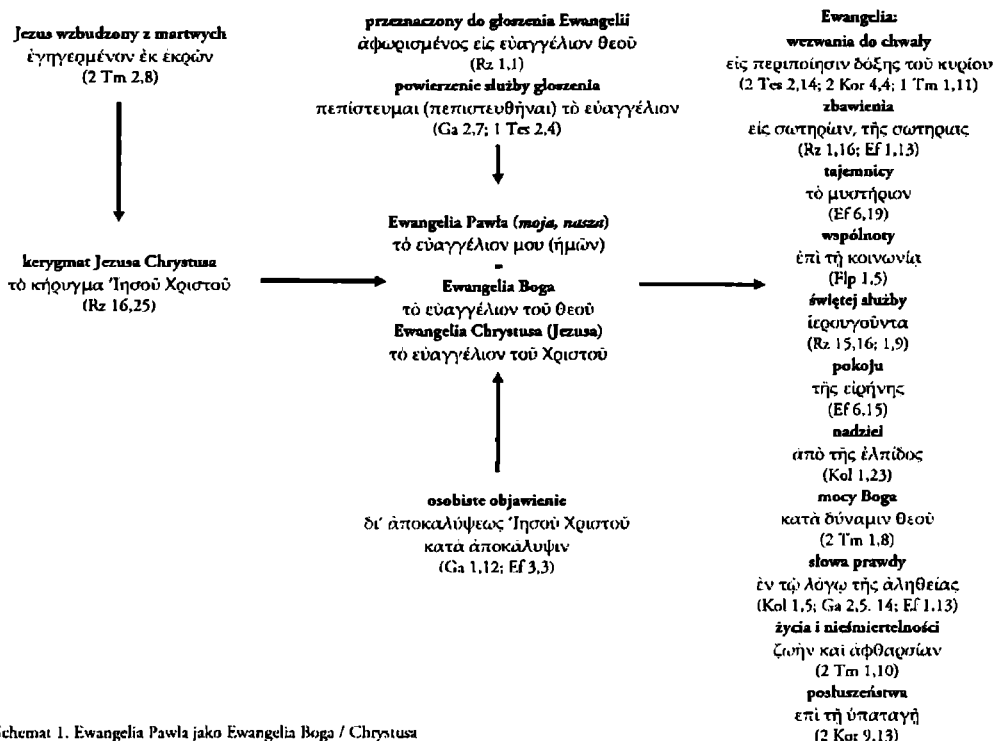 Jezus wzbudzony z martwych
ἐγηγερμένον ἐκ εκρῶν
(2 Tm 2,8)
kerygmat Jezusa Chrystusa
τὸ κήρυγμα Ἰησοῦ Χριστοῦ
(Rz 16,25)
przeznaczony do głoszenia Ewangelii
ἀφωρισμένος εἰς εὐαγγέλιον θεοῦ
(Rz 1,1)
powierzenie służby głoszenia
πεπίστευμαι (πεπιστευθῆναι) τὸ εὐαγγέλιον
(Ga 2,7; 1 Tes 2,4)
Ewangelia Pawła (moja, nasza)
τὸ εὐαγγέλιον μου (ἡμῶν)
=
Ewangelia Boga
τὸ εὐαγγέλιον τοῦ θεοῦ
Ewangelia Chrystusa (Jezusa)
τὸ εὐαγγέλιον τοῦ Χριστοῦ
osobiste objawienie
δι᾽ ἀποκαλύψεως Ἰησοῦ Χριστοῦ
κατὰ ἀποκάλυψιν
(Ga 1,12; Ef 3,3)
Ewangelia:
wezwania do chwały
εἰς περιποίησιν δόξης τοῦ κυρίου
(2 Tes 2,14; 2 Kor 4,4; 1 Tm 1,11)
zbawienia
εἰς σωτηρίαν, τῆς σωτηριας
(Rz 1,16; Ef 1,13)
tajemnicy
τὸ μυστήριον
(Ef 6,19)
wspólnoty
ἐπὶ τῇ κοινωνίᾳ
(Flp 1,5)
świętej służby
ἱερουργοῦντα
(Rz 15,16; 1,9)
pokoju
τῆς εἰρήνης
(Ef 6,15)
nadziei
ἀπὸ τῆς ἐλπίδος
(Kol 1,23)
mocy Boga
κατὰ δύναμιν θεοῦ
(2 Tm 1,8)
słowa prawdy
ἐν τῷ λόγῳ τῆς ἀληθείας
(Kol 1,5; Ga 2,5. 14; Ef 1,13)
życia i nieśmiertelności
ζωὴν καὶ ἀφθαρσίαν
(2 Tm 1,10)
posłuszeństwa
ἐπὶ τῇ ὑπαταγῇ
(2 Kor 9,13)
chemat 1. Ewangelia Pawła jako Ewangelia Boga / Chrystusa